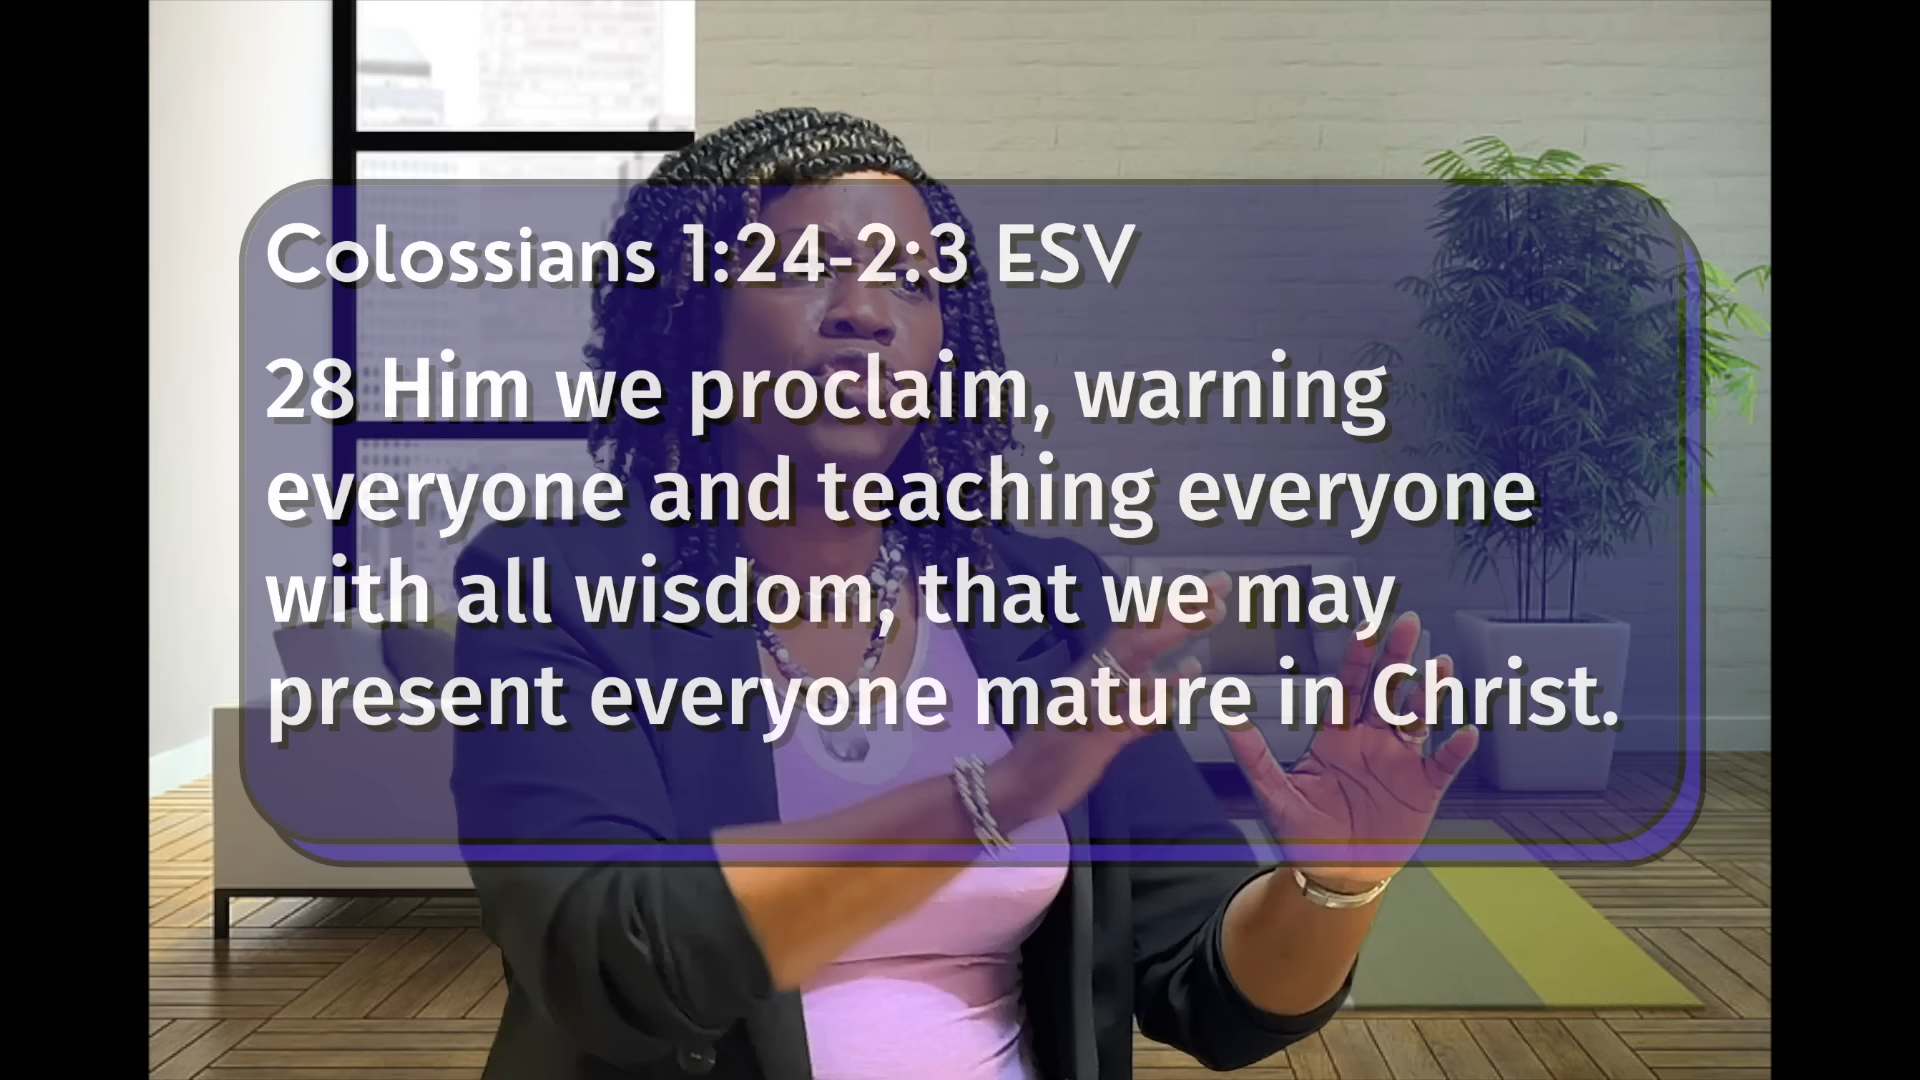 Colossians 1:24-2:3 ESV
28 Him we proclaim, warning
everyone and teaching everyone
with all wisdom, that we may
present everyone mature in Christ.